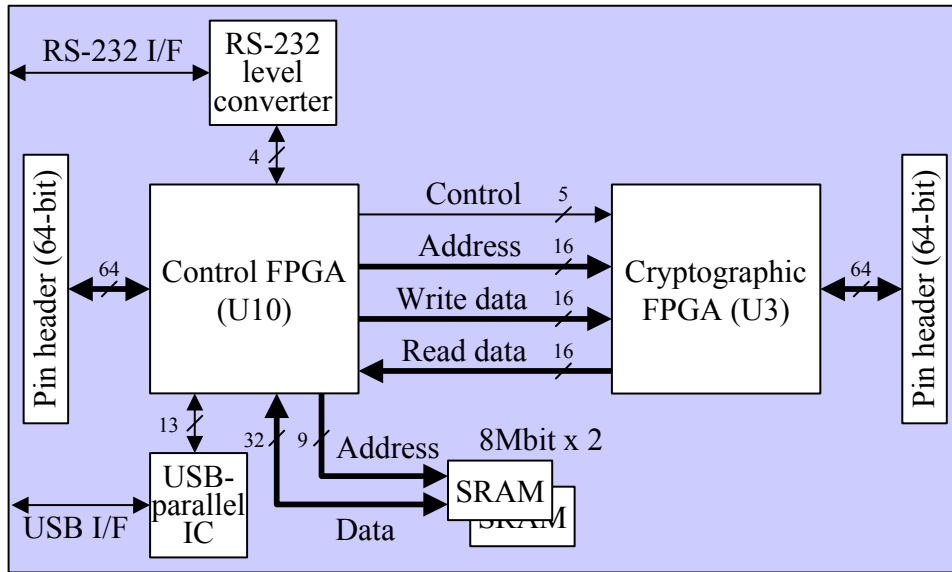 RS-232 I/F
RS-232
level
converter
4
Pin header (64-bit)
64
Control FPGA
(U10)
Control
5
Address
16
Write data
16
Read data
16
Cryptographic
FPGA (U3)
64
Pin header (64-bit)
13
32
9
Address
8Mbit x 2
USB-
parallel
IC
USB I/F
Data
SRAM
SRAM